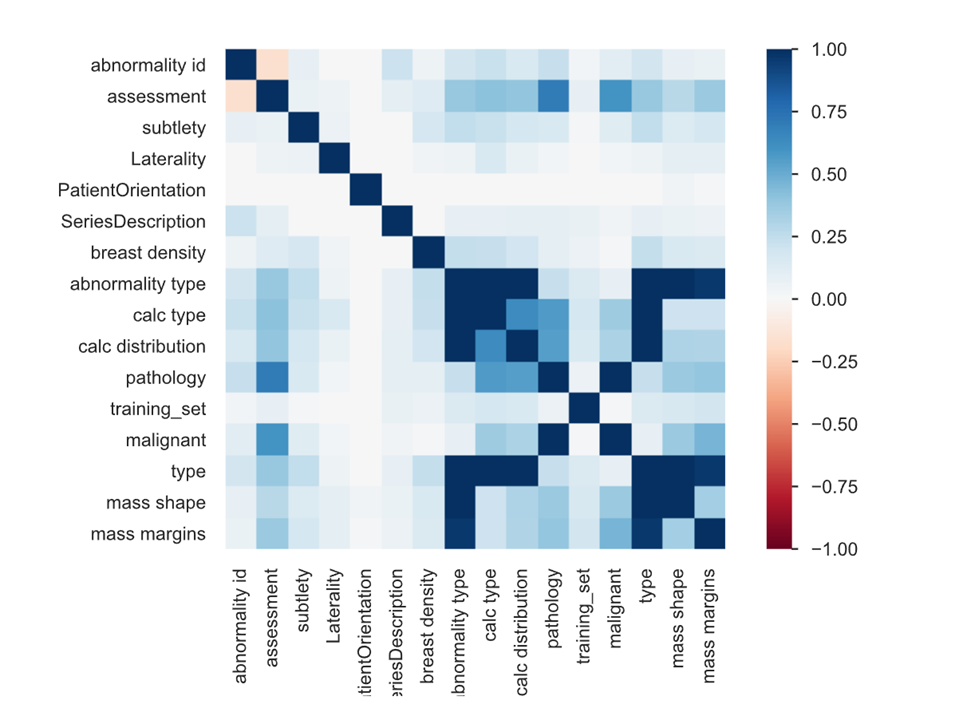 abnormality id
assessment
subtlety
Laterality
PatientOrientation
SeriesDescription
breast density
abnormality type
calc type
calc distribution
pathology
training_set
malignant
type
mass shape
mass margins
1.00
0.75
0.50
0.25
0.00
−0.25
−0.50
−0.75
−1.00
abnormality id
assessment
subtlety
Laterality
tientOrientation
eriesDescription
breast density
bnormality type
calc type
calc distribution
pathology
training_set
malignant
type
mass shape
mass margins